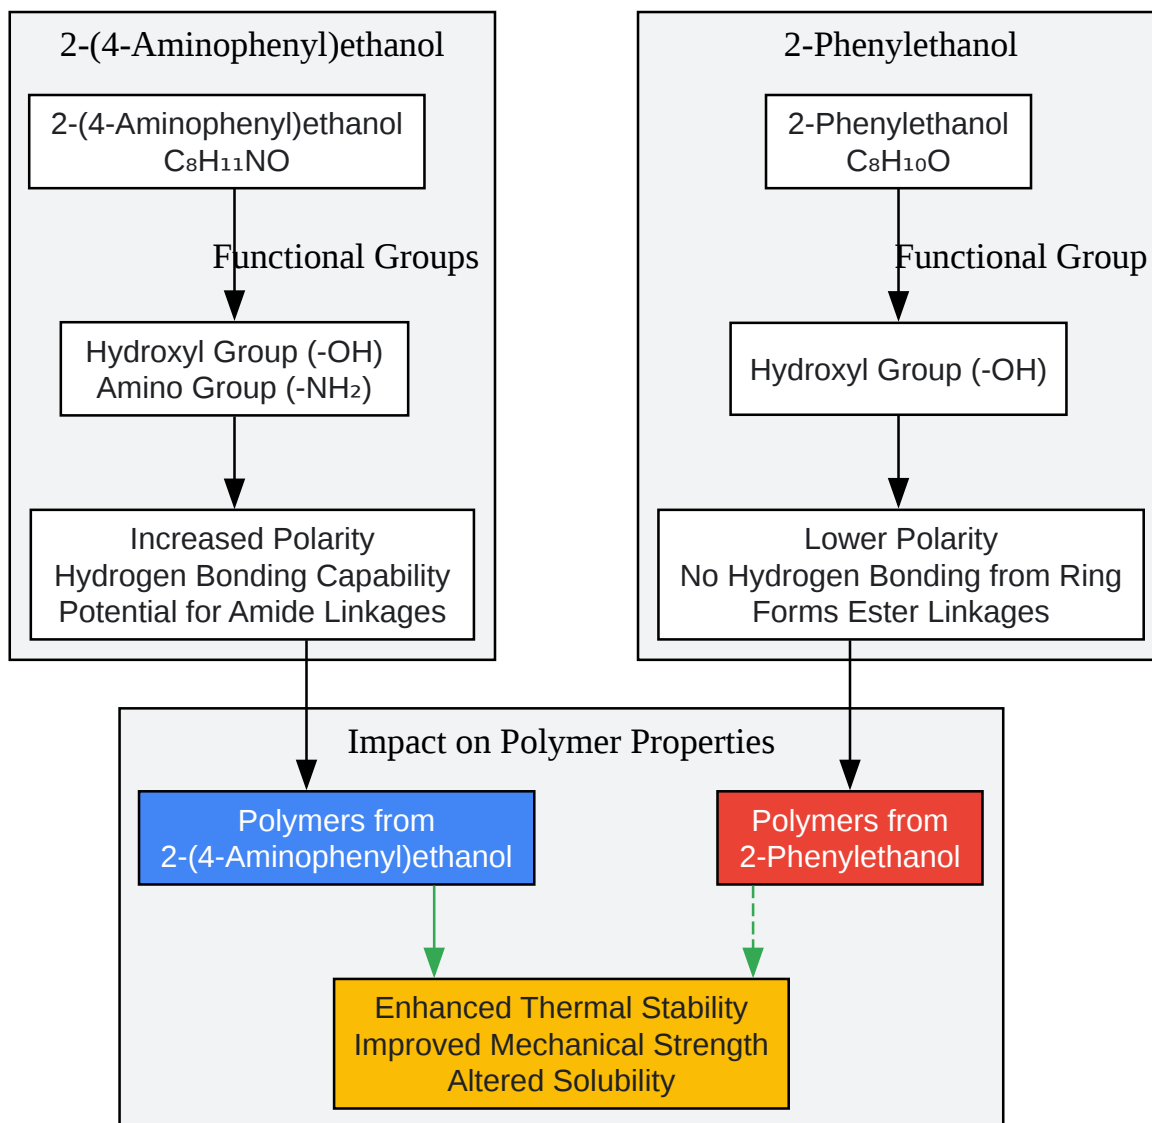 2-(4-Aminophenyl)ethanol
2-(4-Aminophenyl)ethanol
C₈H₁₁NO
Functional Groups
Hydroxyl Group (-OH)
Amino Group (-NH₂)
Increased Polarity
Hydrogen Bonding Capability
Potential for Amide Linkages
2-Phenylethanol
2-Phenylethanol
C₈H₁₀O
Functional Group
Hydroxyl Group (-OH)
Lower Polarity
No Hydrogen Bonding from Ring
Forms Ester Linkages
Impact on Polymer Properties
Polymers from
2-(4-Aminophenyl)ethanol
Polymers from
2-Phenylethanol
Enhanced Thermal Stability
Improved Mechanical Strength
Altered Solubility